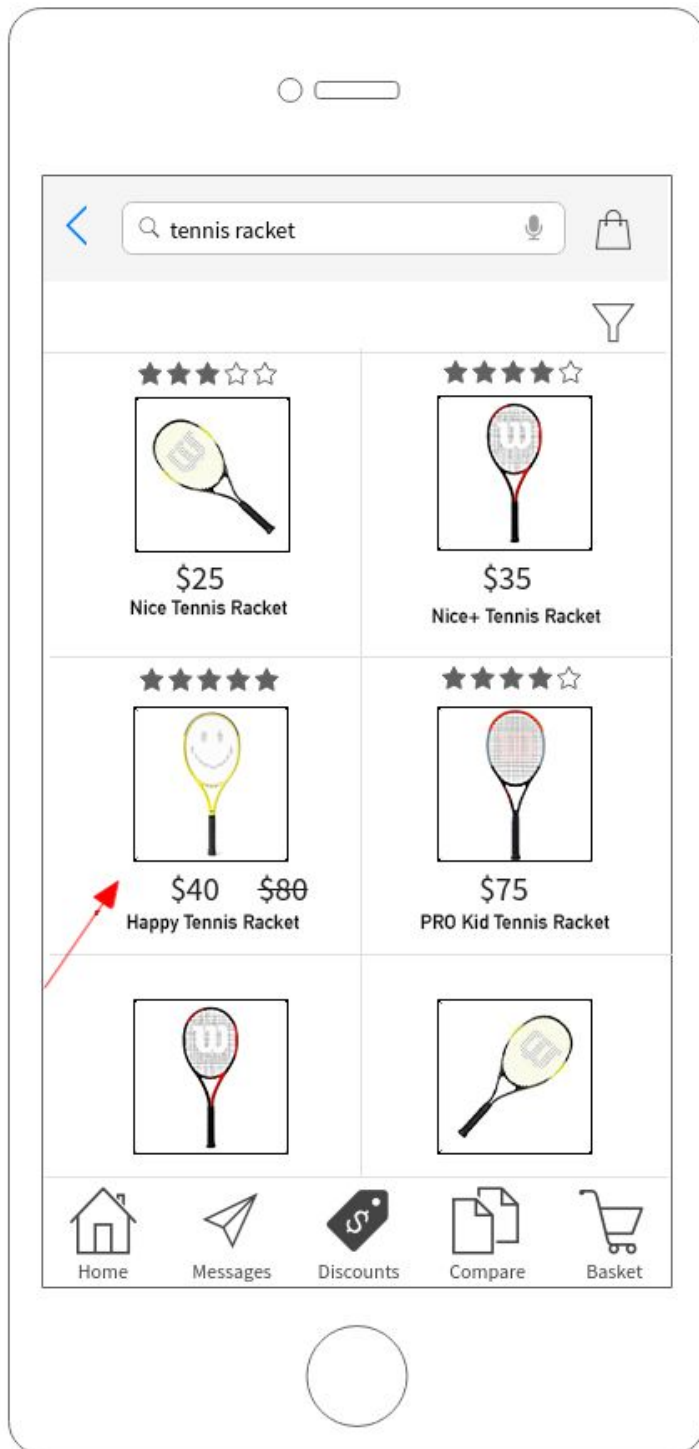 tennis racket
$25
Nice Tennis Racket
$35
Nice+ Tennis Racket
$40 $80
Happy Tennis Racket
$75
PRO Kid Tennis Racket
Home
Messages
Discounts
Compare
Basket